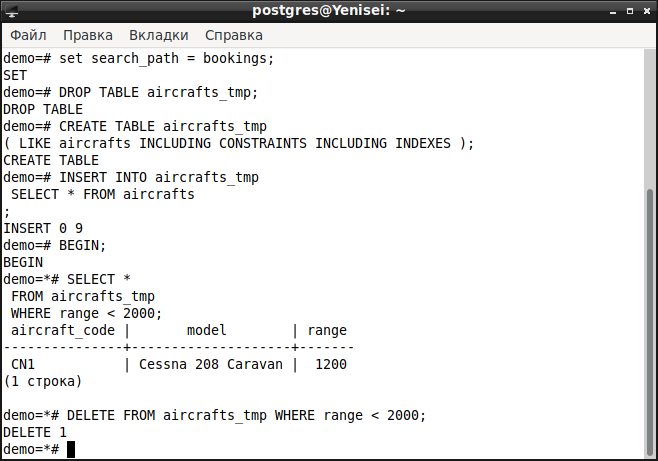 postgres@Yenisei: ~
Файл Правка Вкладки Справка
demo=# set search_path = bookings;
SET
demo=# DROP TABLE aircrafts_tmp;
DROP TABLE
demo=# CREATE TABLE aircrafts_tmp
( LIKE aircrafts INCLUDING CONSTRAINTS INCLUDING INDEXES );
CREATE TABLE
demo=# INSERT INTO aircrafts_tmp
 SELECT * FROM aircrafts
;
INSERT 0 9
demo=# BEGIN;
BEGIN
demo=*# SELECT *
 FROM aircrafts_tmp
 WHERE range < 2000;
 aircraft_code |       model        | range
---------------+--------------------+-------
 CN1           | Cessna 208 Caravan |  1200
(1 строка)

demo=*# DELETE FROM aircrafts_tmp WHERE range < 2000;
DELETE 1
demo=*#